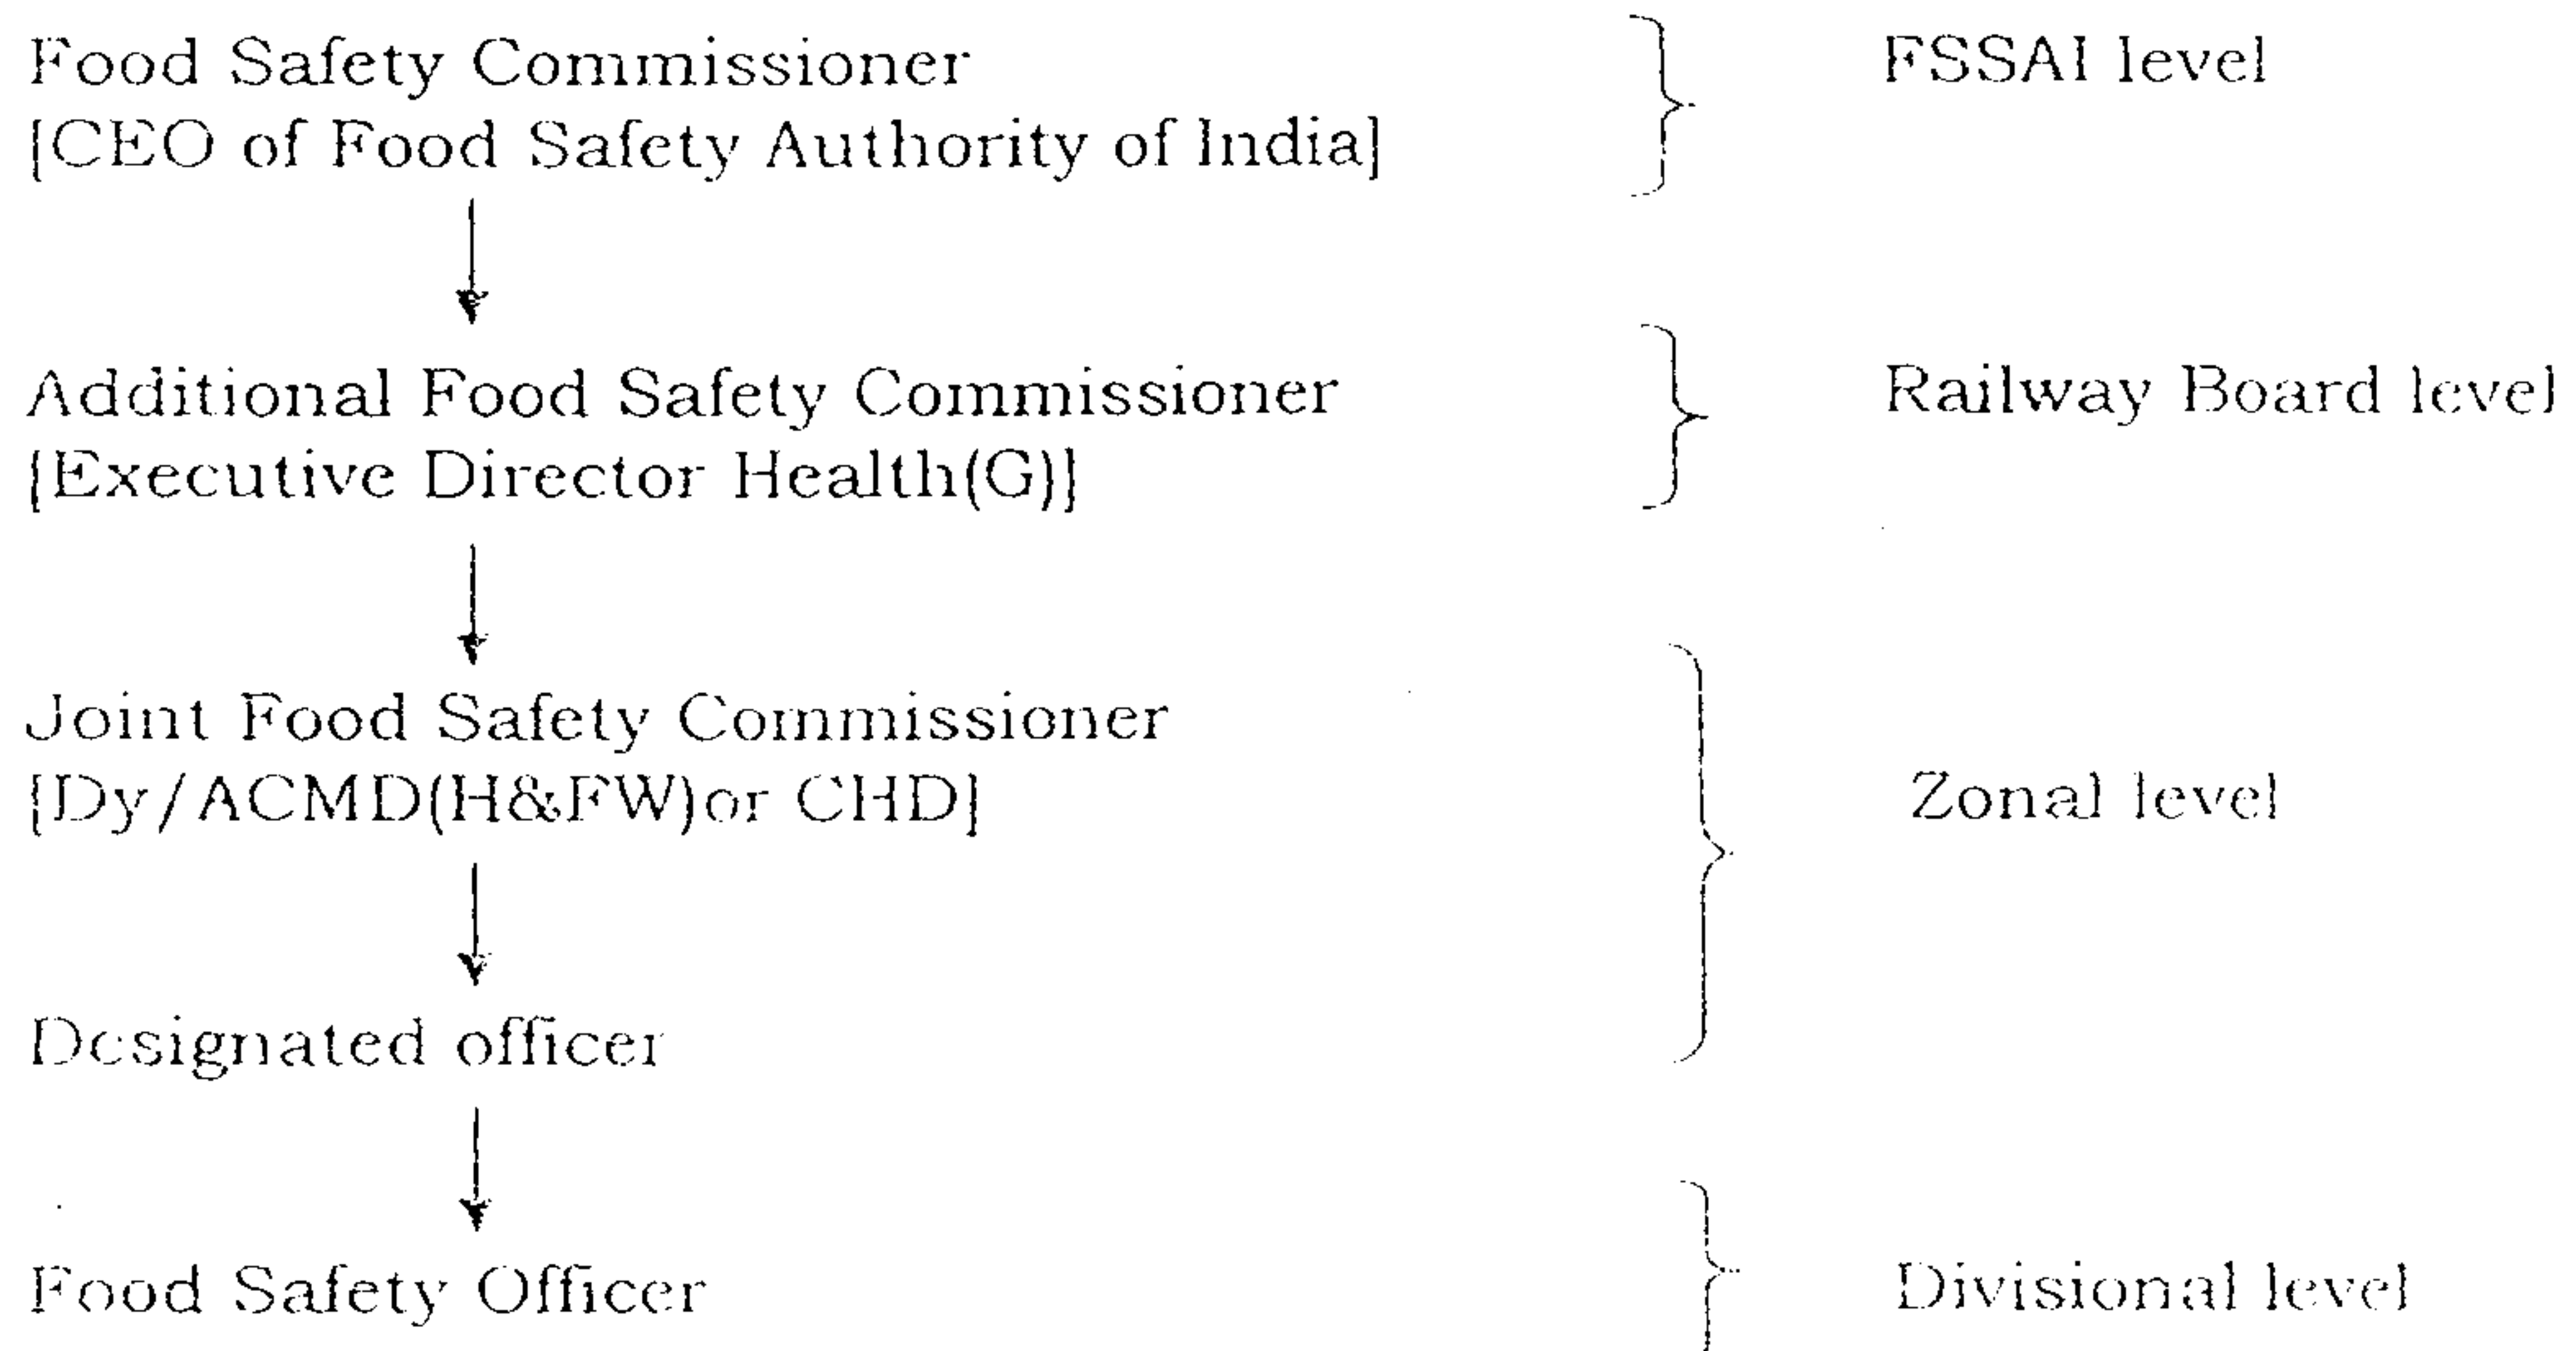 Food Safety Commissioner
[CEO of Food Safety Authority of India]
FSSAI level
Additional Food Safety Commissioner
[Executive Director Health(G)]
Railway Board level
Joint Food Safety Commissioner
[Dy/ACMD(H&FW)or CHD]
Zonal level
Designated officer
Food Safety Officer
Divisional level